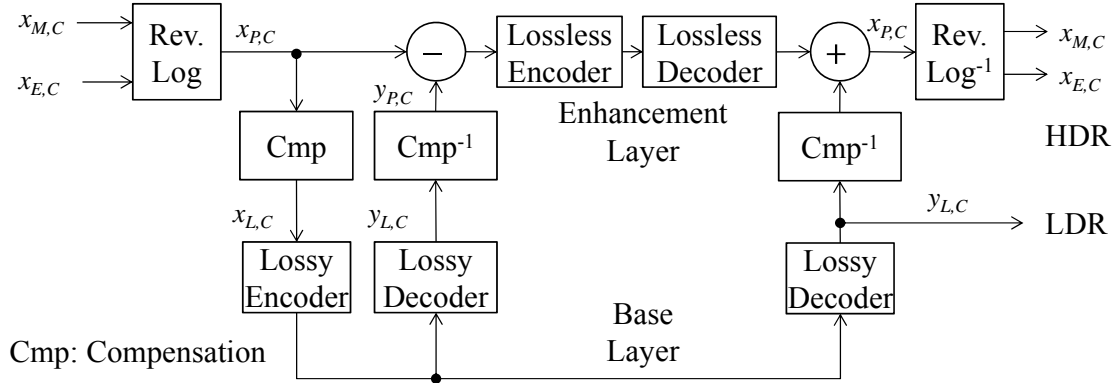 x_{M,C}
x_{E,C}
Rev.
Log
x_{P,C}
−
Lossless
Encoder
Lossless
Decoder
+
x_{P,C}
Rev.
Log^{-1}
x_{M,C}
x_{E,C}
y_{P,C}
Enhancement
Layer
Cmp
Cmp^{-1}
Cmp^{-1}
HDR
x_{L,C}
y_{L,C}
y_{L,C}
LDR
Lossy
Encoder
Lossy
Decoder
Lossy
Decoder
Base
Layer
Cmp: Compensation